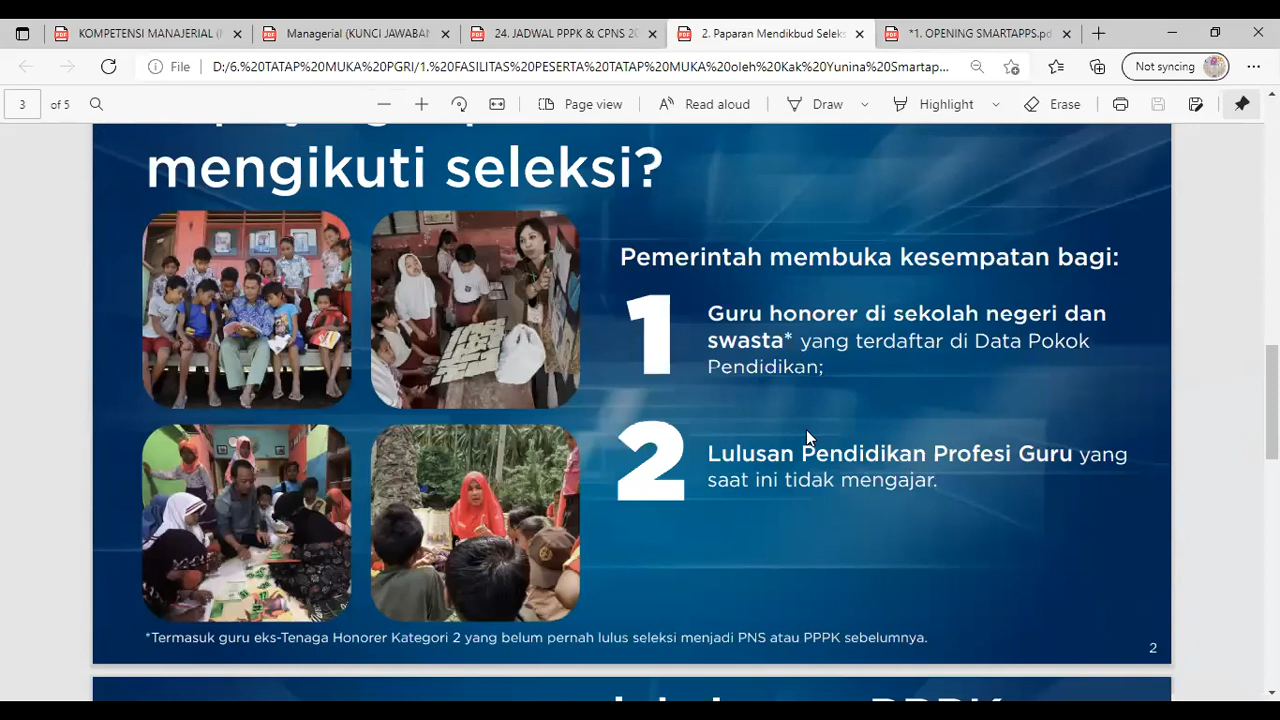 KOMPETENSI MANAJERIAL (
Managerial (KUNCI JAWABAN
24. JADWAL PPPK & CPNS 20
2. Paparan Mendikbud Seleks
*1. OPENING SMARTAPPS.pd
File
D:/6.%20TATAP%20MUKA%20PGRI/1.%20FASILITAS%20PESERTA%20TATAP%20MUKA%20oleh%20Kak%20Yunina%20Smartap...
Not syncing
3 of 5
Page view
Read aloud
Draw
Highlight
Erase
mengikuti seleksi?
Pemerintah membuka kesempatan bagi:
1
Guru honorer di sekolah negeri dan
swasta* yang terdaftar di Data Pokok
Pendidikan;
2
Lulusan Pendidikan Profesi Guru yang
saat ini tidak mengajar.
*Termasuk guru eks-Tenaga Honorer Kategori 2 yang belum pernah lulus seleksi menjadi PNS atau PPPK sebelumnya.
2